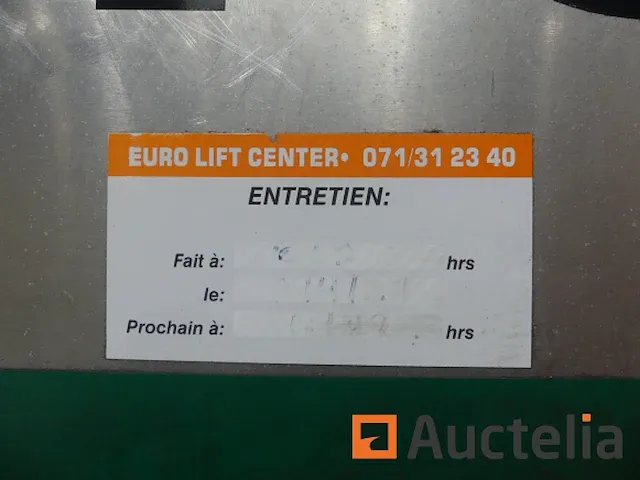 EURO LIFT CENTER• 071/31 23 40
ENTRETIEN:
Fait à: hrs
le:
Prochain à: hrs
Auctelia